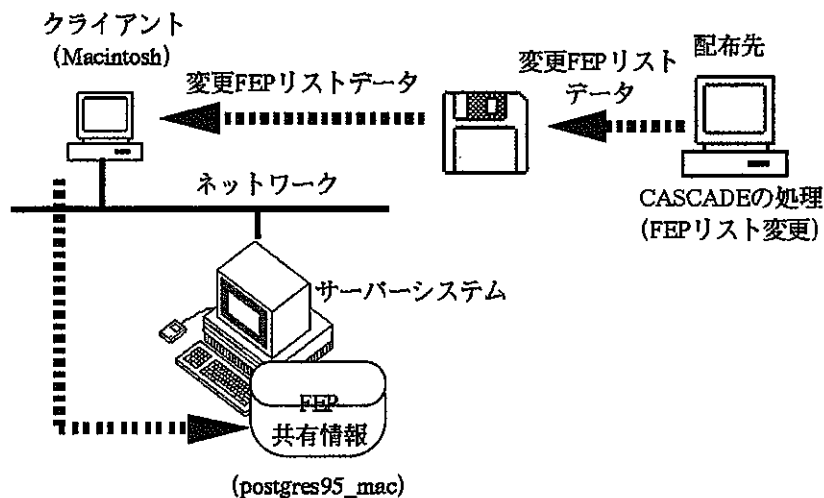 クライアント
(Macintosh)
変更FEPリストデータ
変更FEPリスト
データ
配布先
CASCADEの処理
(FEPリスト変更)
ネットワーク
サーバーシステム
FEP
共有情報
(postgres95_mac)